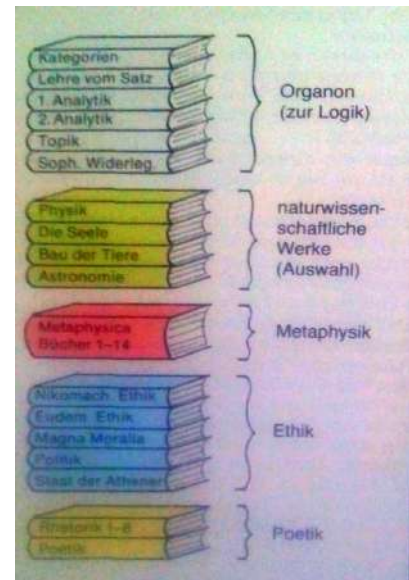 Kategorien
Lehre vom Satz
1. Analytik
2. Analytik
Topik
Soph. Widerleg.
Organon
(zur Logik)
Physik
Die Seele
Bau der Tiere
Astronomie
naturwissen-
schaftliche
Werke
(Auswahl)
Metaphysica
Bücher 1–14
Metaphysik
Nikomach. Ethik
Eudem. Ethik
Magna Moralia
Politik
Staat der Athener
Ethik
Rhetorik
Poetik
Poetik